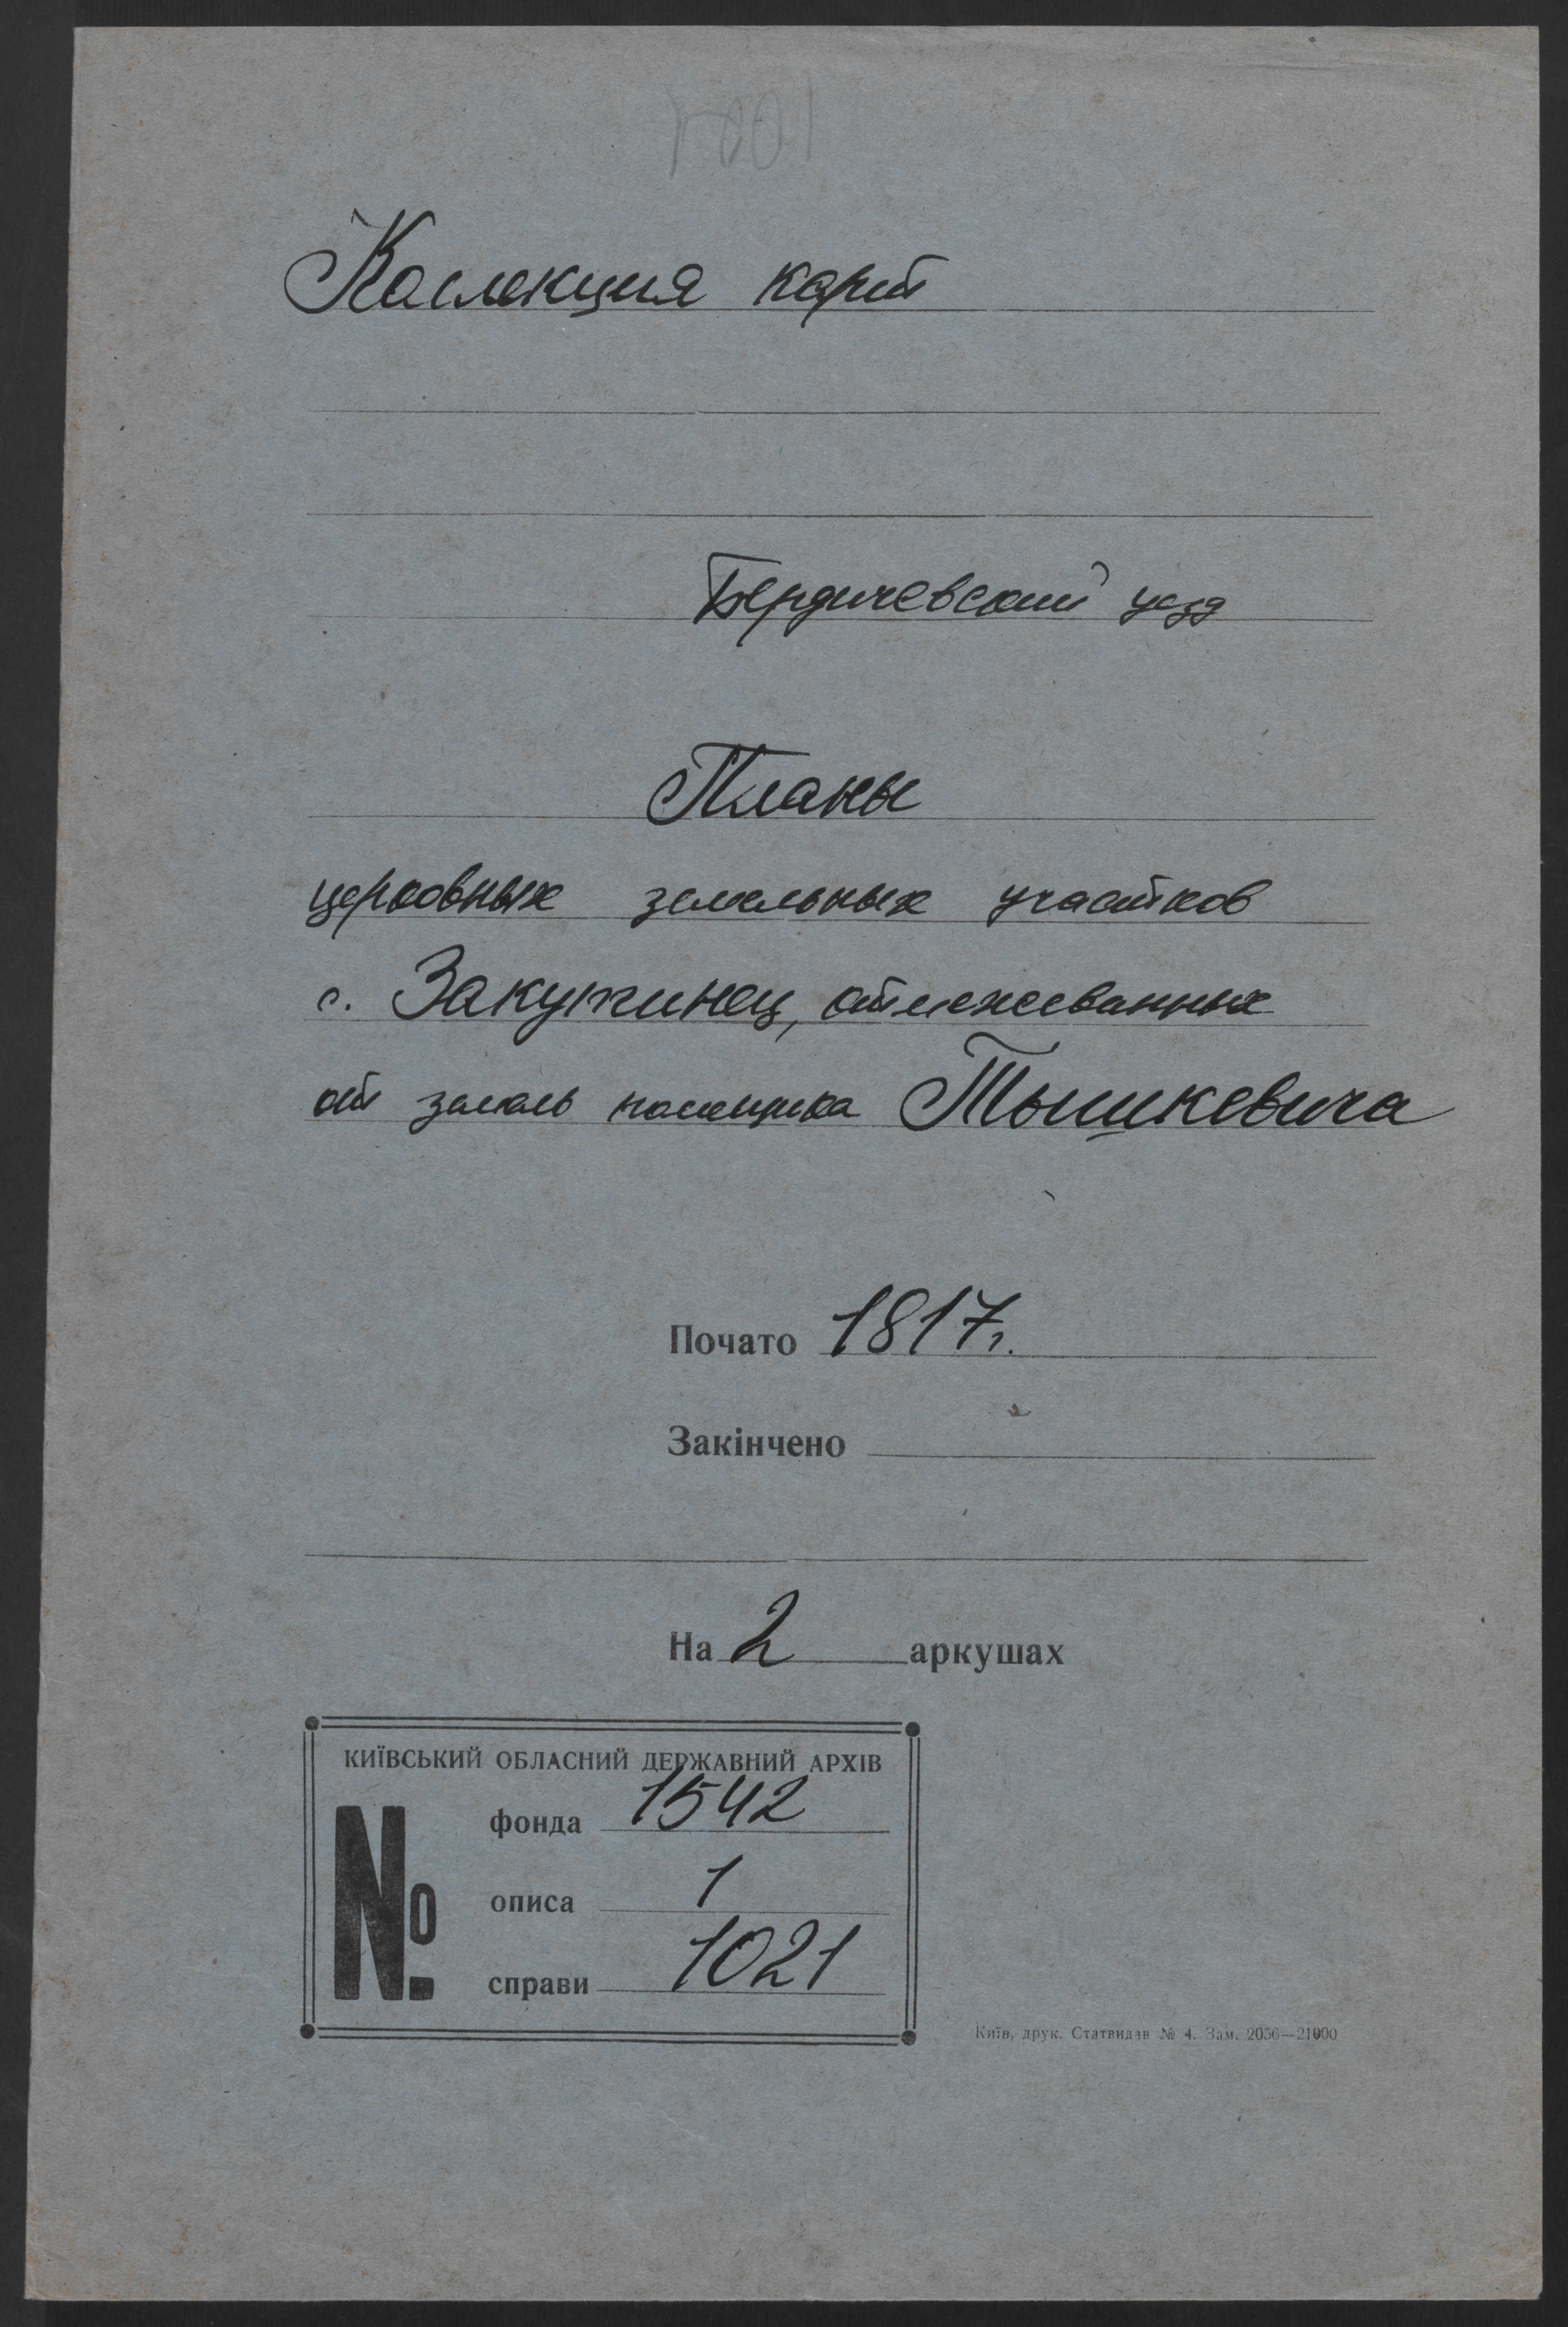 Коллекция карт
Бердичевский уезд
Планы
церковных земельных участков
с. Закутинец, отмежеванных
от земель помещика Тышкевича
Почато 1817г.
Закінчено
На 2 аркушах
КИЇВСЬКИЙ ОБЛАСНИЙ ДЕРЖАВНИЙ АРХІВ
№ фонда 1542
описа 1
справи 1021
Київ, друк. Статвидав № 4. Зам. 2056—21000